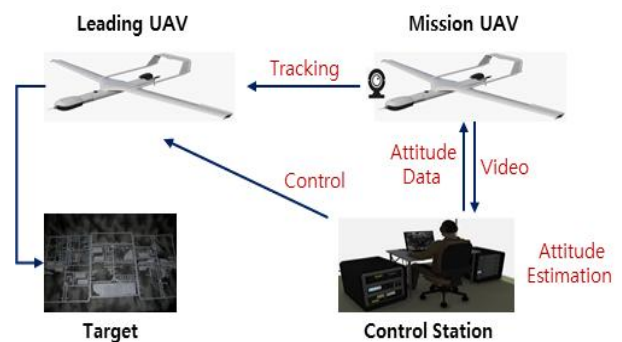 Leading UAV
Mission UAV
Tracking
Control
Attitude
Data
Video
Attitude
Estimation
Target
Control Station